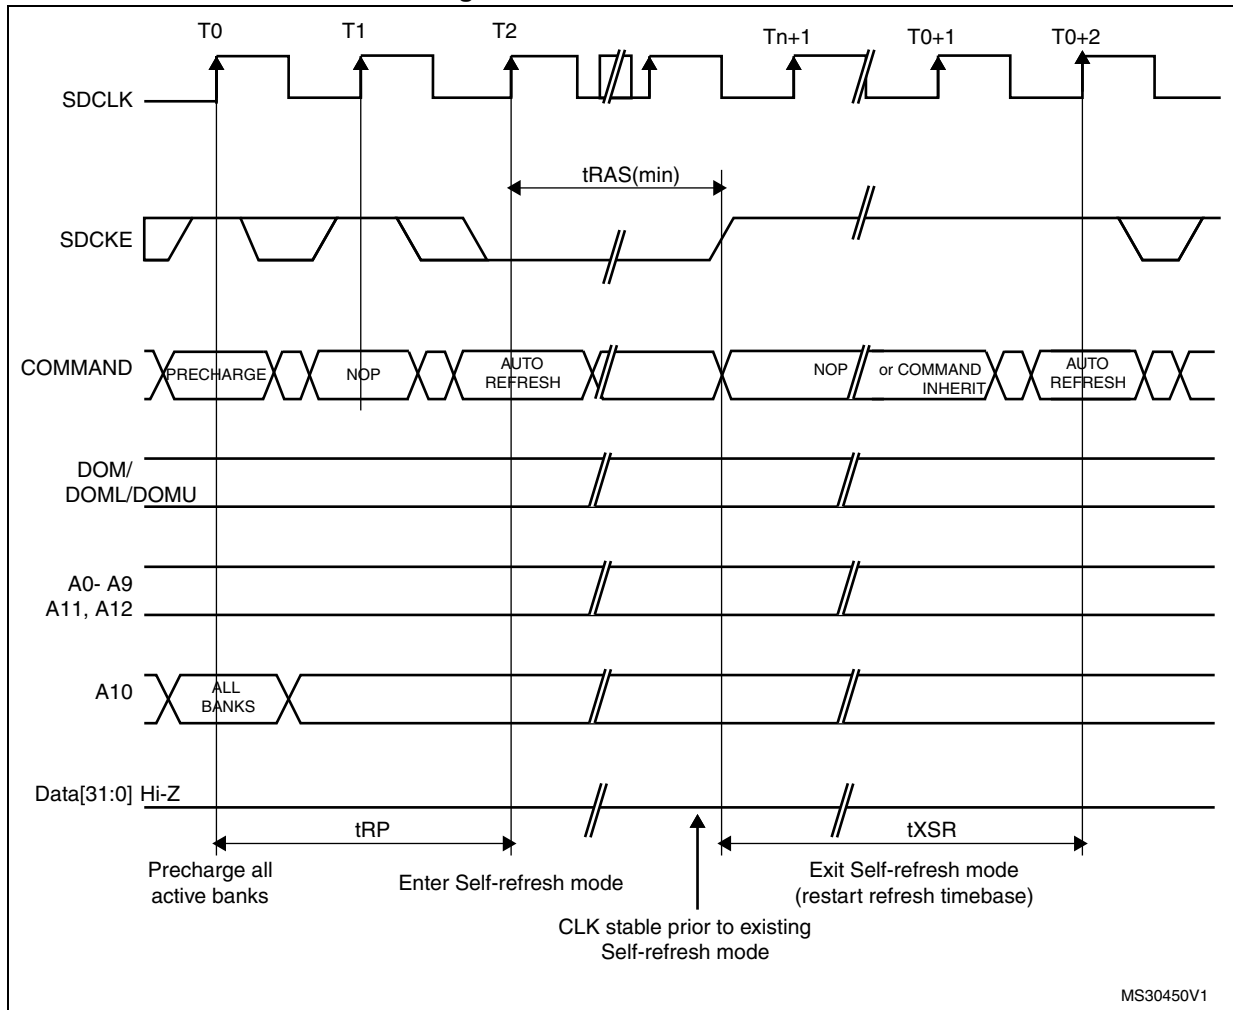 T0 T1 T2 Tn+1 T0+1 T0+2
SDCLK
tRAS(min)
SDCKE
COMMAND PRECHARGE NOP AUTO REFRESH NOP or COMMAND INHERIT AUTO REFRESH
DOM/
DOML/DOMU
A0- A9
A11, A12
A10 ALL BANKS
Data[31:0] Hi-Z
tRP tXSR
Precharge all
active banks
Enter Self-refresh mode
Exit Self-refresh mode
(restart refresh timebase)
CLK stable prior to existing
Self-refresh mode
MS30450V1